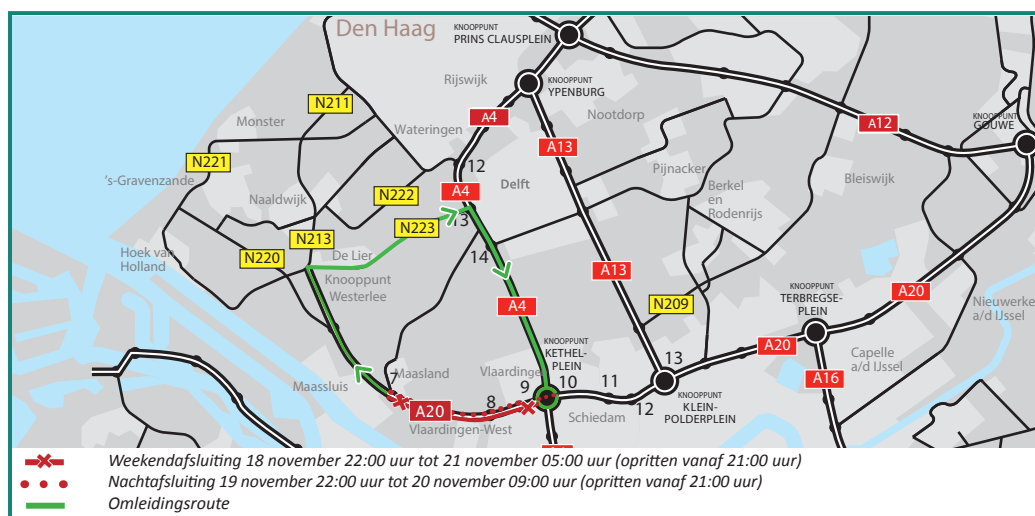 Den Haag
KNOOPPUNT
PRINS CLAUSPLEIN
Rijswijk
KNOOPPUNT
YPENBURG
N211
Monster
Wateringen
A4
Nootdorp
A12
KNOOPPUNT
GOUWE
A13
N221
's-Gravenzande
12
Pijnacker
Bleiswijk
Naaldwijk
N222
A4
Delft
Berkel
en
Rodenrijs
13
N223
N213
N220
De Lier
14
Hoek van
Holland
Knooppunt
Westerlee
A13
KNOOPPUNT
TERBREGSE-
PLEIN
A20
Nieuwerke
a/d IJssel
A4
N209
KNOOPPUNT
KETHEL-
PLEIN
A20
Capelle
a/d IJssel
13
A16
Maassluis
7
Maasland
Vlaardinge
9
10
11
12
KNOOPPUNT
KLEIN-
POLDERPLEIN
A20
8
Vlaardingen-West
Schiedam
Weekendafsluiting 18 november 22:00 uur tot 21 november 05:00 uur (opritten vanaf 21:00 uur)
Nachtafsluiting 19 november 22:00 uur tot 20 november 09:00 uur (opritten vanaf 21:00 uur)
Omleidingsroute